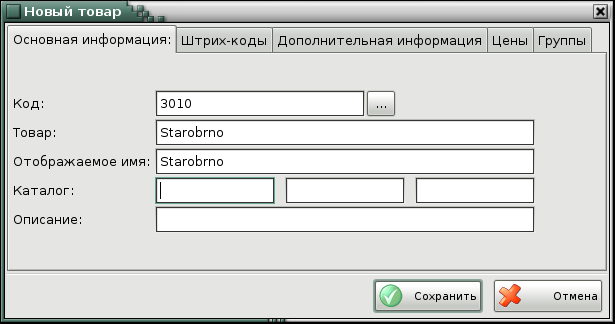 Новый товар
Основная информация: Штрих-коды Дополнительная информация Цены Группы
Код: 3010 ...
Товар: Starobrno
Отображаемое имя: Starobrno
Каталог:
Описание:
Сохранить Отмена